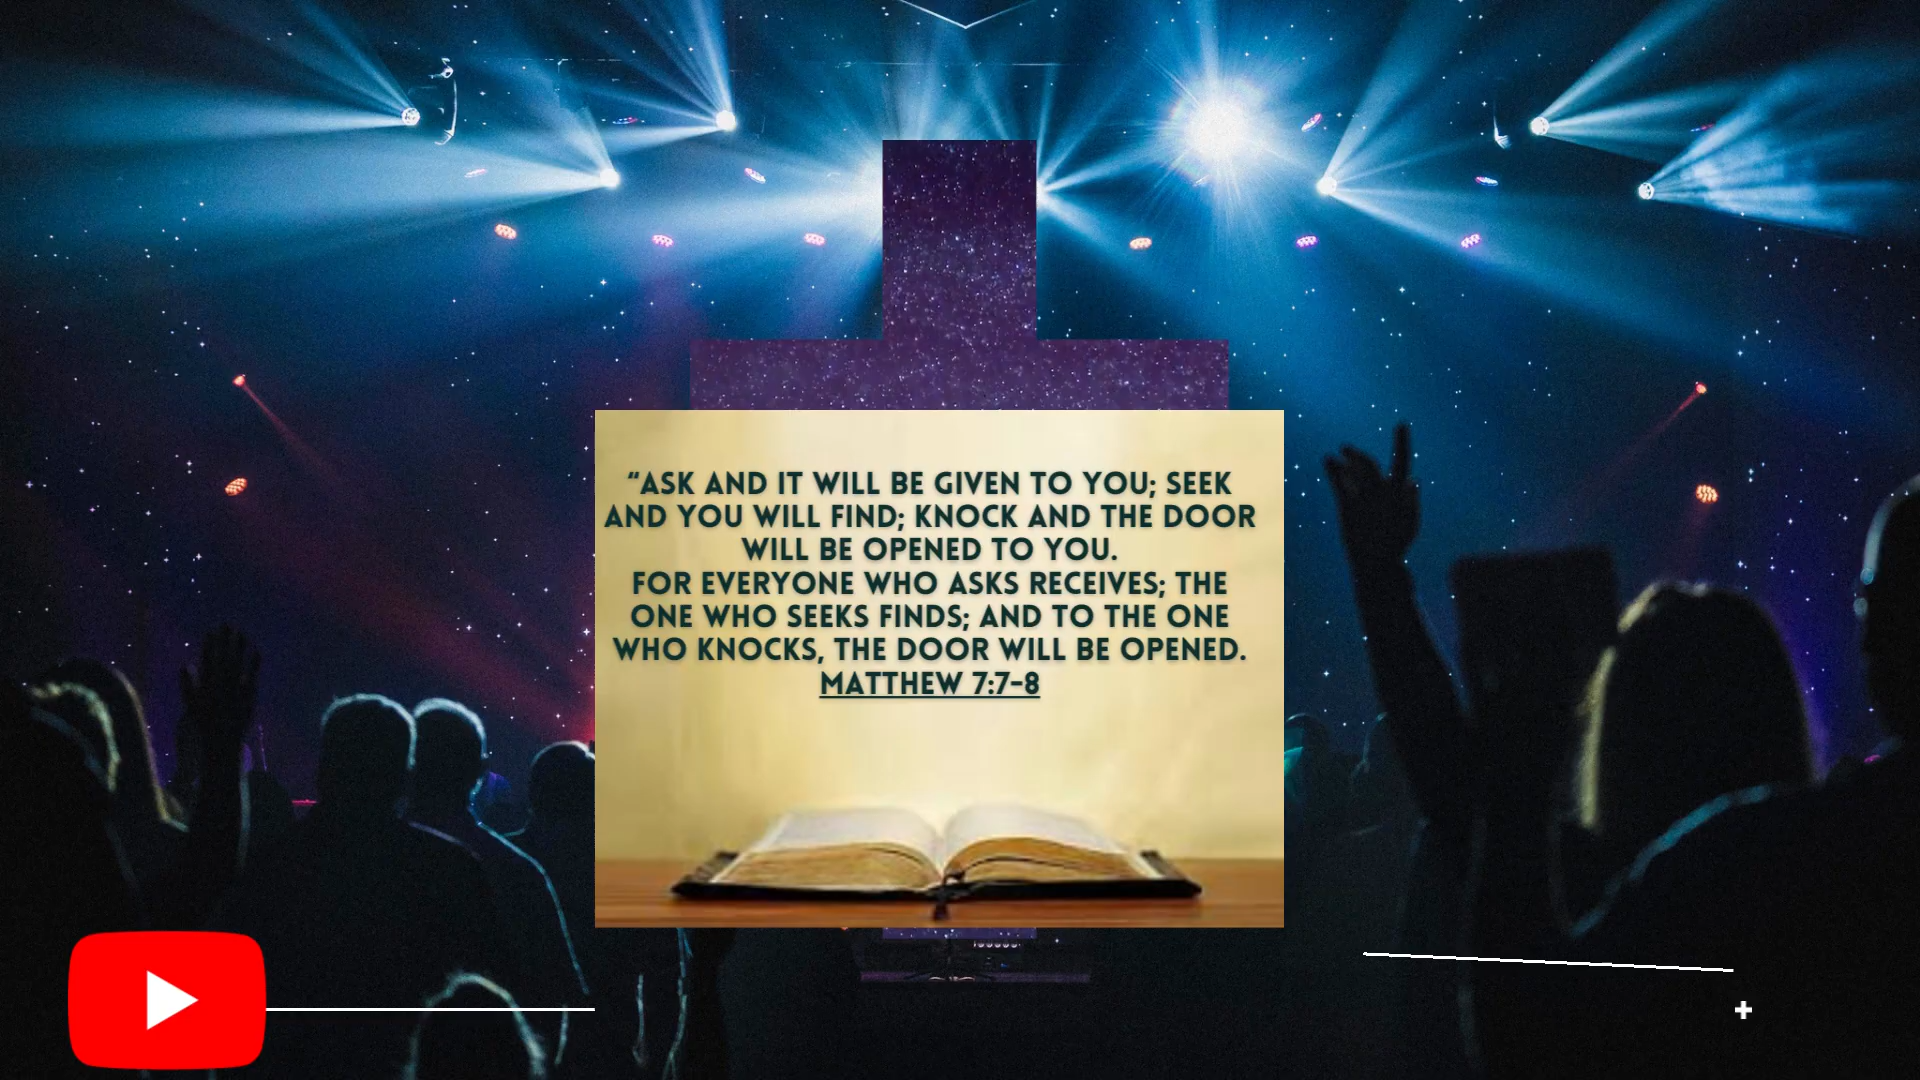 “ASK AND IT WILL BE GIVEN TO YOU; SEEK
AND YOU WILL FIND; KNOCK AND THE DOOR
WILL BE OPENED TO YOU.
FOR EVERYONE WHO ASKS RECEIVES; THE
ONE WHO SEEKS FINDS; AND TO THE ONE
WHO KNOCKS, THE DOOR WILL BE OPENED.
MATTHEW 7:7-8